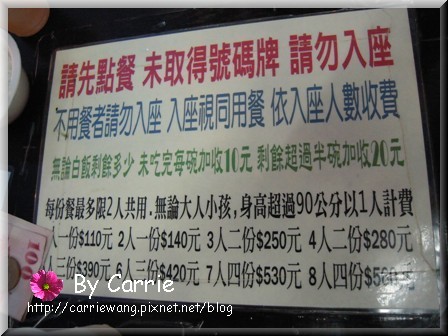 請先點餐 未取得號碼牌 請勿入座
不用餐者請勿入座 入座視同用餐 依入座人數收費
無論白飯剩餘多少 未吃完每碗加收10元 剩餘超過半碗加收20元
每份餐最多限2人共用.無論大人小孩,身高超過90公分以1人計費
人一份$110元 2人一份$140元 3人二份$250元 4人二份$280元
人三份$390元 6人三份$420元 7人四份$530元 8人四份$560元
100
By Carrie
http://carriewang.pixnet.net/blog